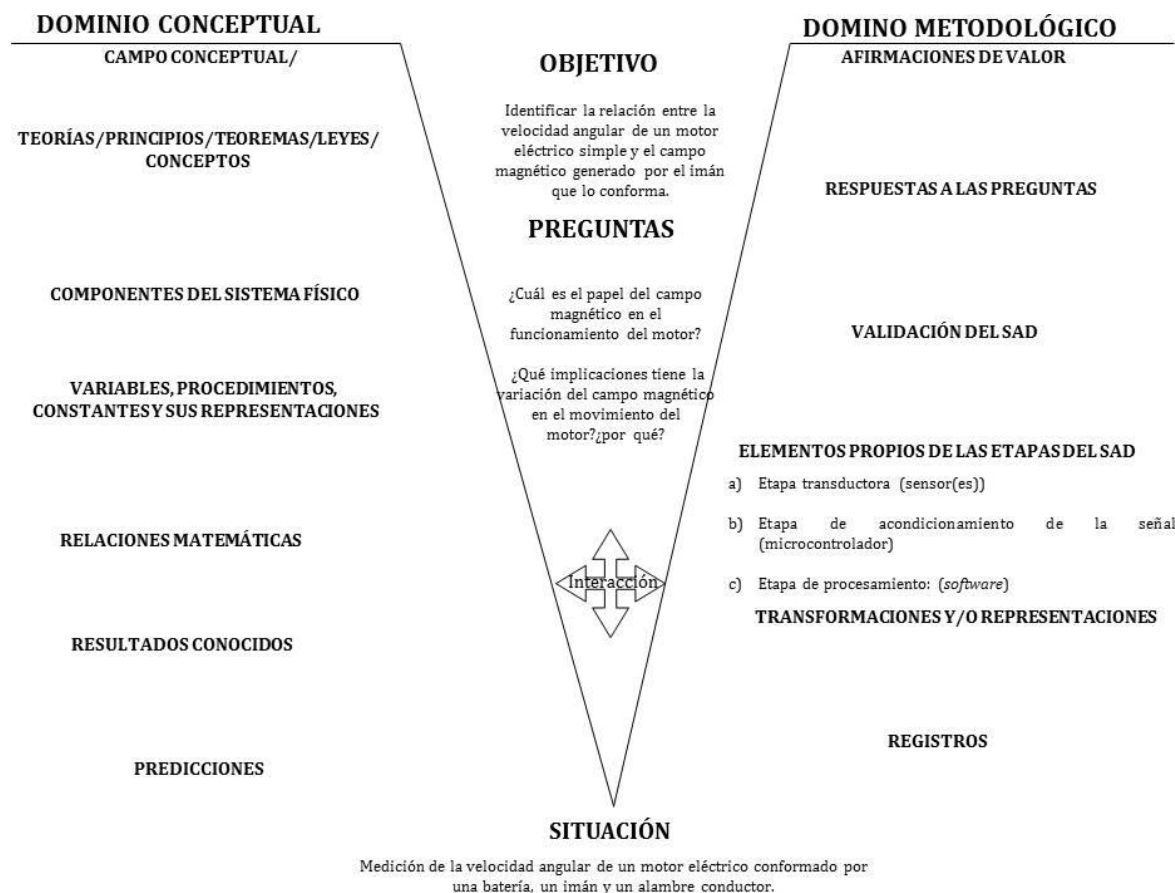 DOMINIO CONCEPTUAL
CAMPO CONCEPTUAL/
TEORÍAS/PRINCIPIOS/TEOREMAS/LEYES/
CONCEPTOS
COMPONENTES DEL SISTEMA FÍSICO
VARIABLES, PROCEDIMIENTOS,
CONSTANTES Y SUS REPRESENTACIONES
RELACIONES MATEMÁTICAS
RESULTADOS CONOCIDOS
PREDICCIONES
OBJETIVO
Identificar la relación entre la
velocidad angular de un motor
eléctrico simple y el campo
magnético generado por el imán
que lo conforma.
PREGUNTAS
¿Cuál es el papel del campo
magnético en el
funcionamiento del motor?
¿Qué implicaciones tiene la
variación del campo magnético
en el movimiento del
motor?¿por qué?
Interacción
DOMINO METODOLÓGICO
AFIRMACIONES DE VALOR
RESPUESTAS A LAS PREGUNTAS
VALIDACIÓN DEL SAD
ELEMENTOS PROPIOS DE LAS ETAPAS DEL SAD
a) Etapa transductora (sensor(es))
b) Etapa de acondicionamiento de la señal
(microcontrolador)
c) Etapa de procesamiento: (software)
TRANSFORMACIONES Y/O REPRESENTACIONES
REGISTROS
SITUACIÓN
Medición de la velocidad angular de un motor eléctrico conformado por
una batería, un imán y un alambre conductor.